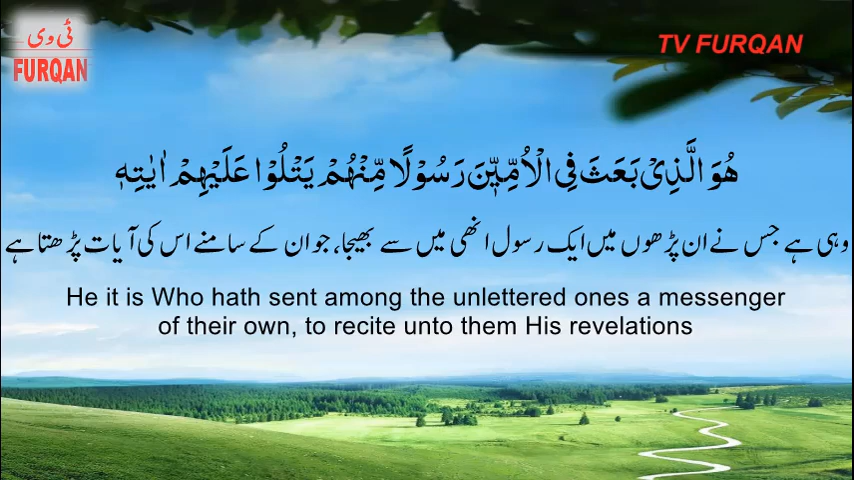 ٹی وی
FURQAN
TV FURQAN
هُوَ الَّذِیْ بَعَثَ فِی الْاُمِّیّٖنَ رَسُوْلًا مِّنْهُمْ یَتْلُوْا عَلَیْهِمْ اٰیٰتِهٖ
وہی ہے جس نے ان پڑھوں میں ایک رسول انھی میں سے بھیجا، جو ان کے سامنے اس کی آیات پڑھتا ہے
He it is Who hath sent among the unlettered ones a messenger
of their own, to recite unto them His revelations